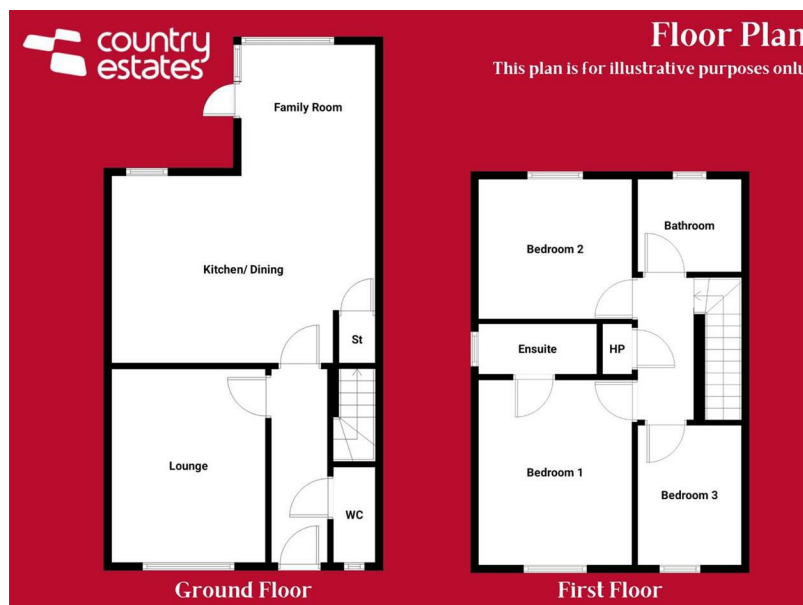 country
estates
Floor Plan
This plan is for illustrative purposes only
Family Room
Kitchen/ Dining
St
Lounge
WC
Ground Floor
Bedroom 2
Bathroom
Ensuite
HP
Bedroom 1
Bedroom 3
First Floor